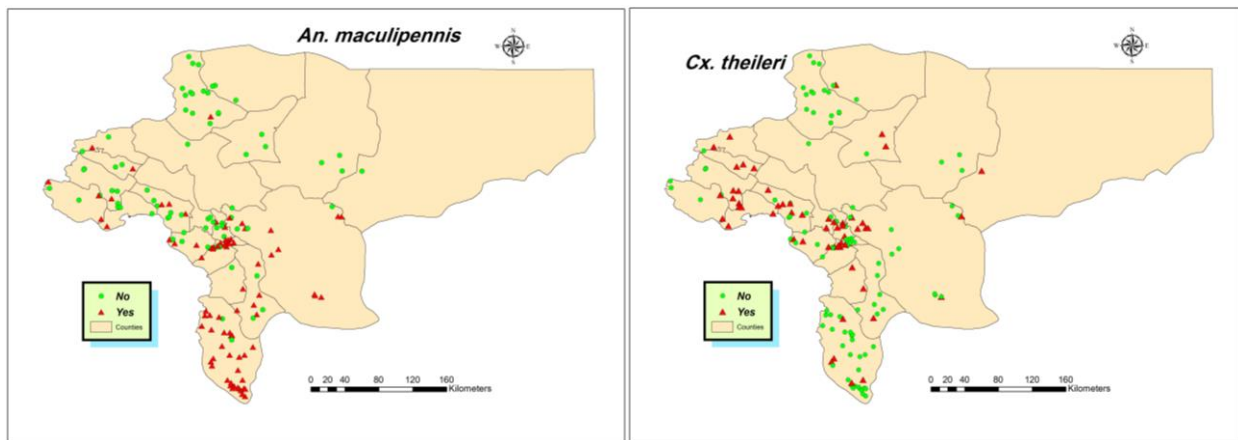 An. maculipennis
N
W E
S
No
Yes
Counties
0 20 40 80 120 160
Kilometers
Cx. theileri
N
W E
S
No
Yes
Counties
0 20 40 80 120 160
Kilometers